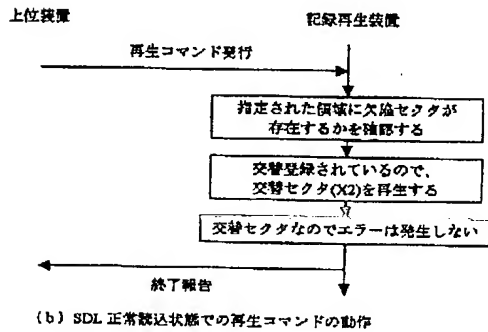 上位装置
記録再生装置
再生コマンド発行
指定された領域に欠陥セクタが
存在するかを確認する
交替登録されているので、
交替セクタ(X2)を再生する
交替セクタなのでエラーは発生しない
終了報告
(b) SDL 正常読込状態での再生コマンドの動作